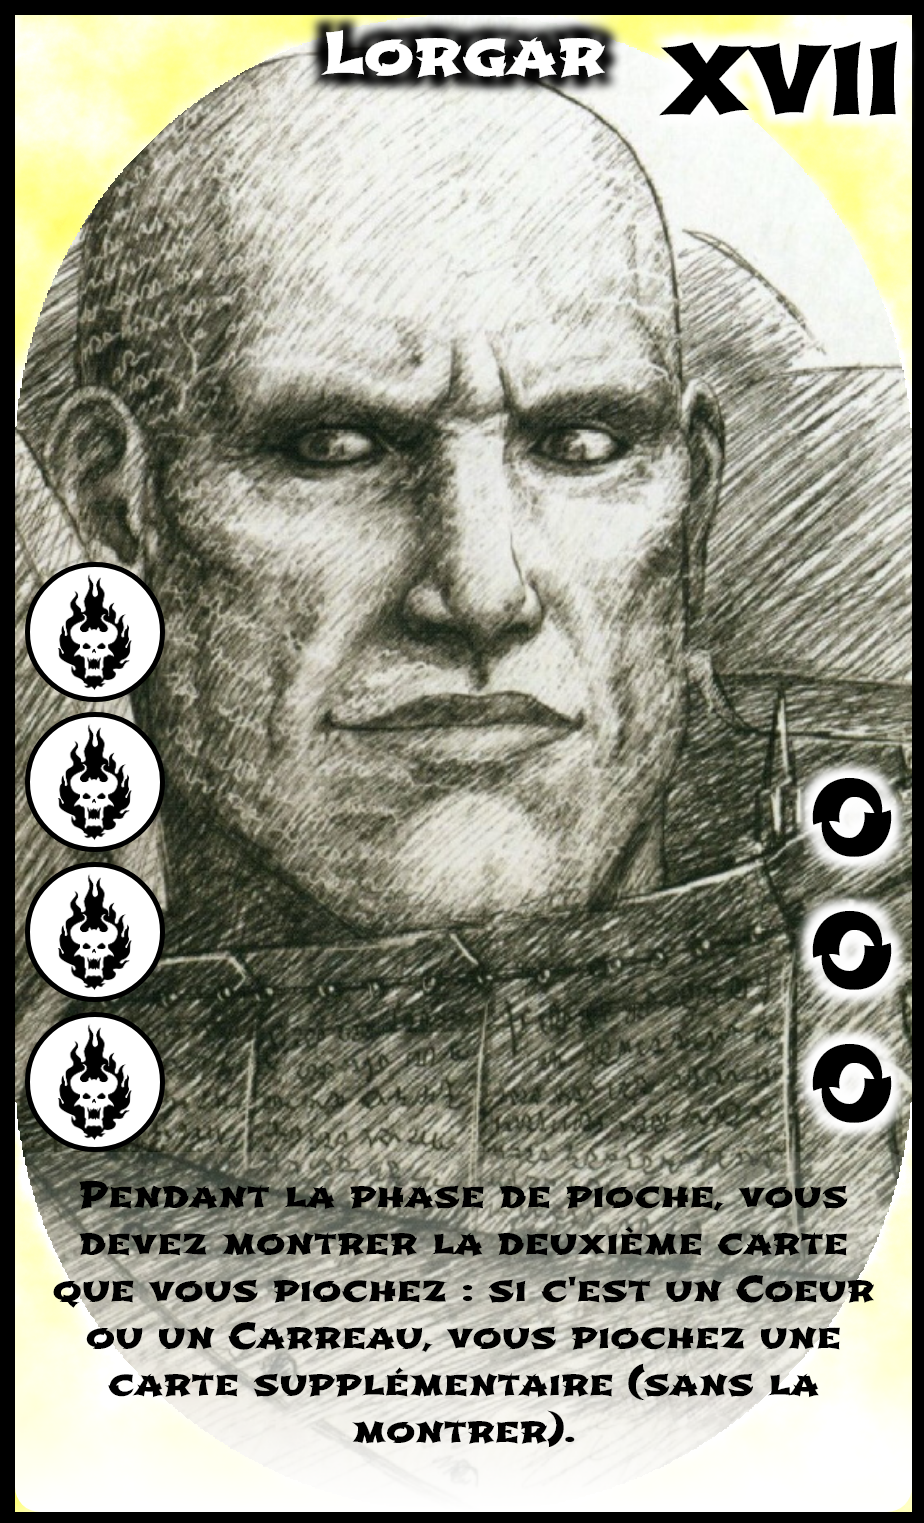 Lorgar
XVII
Pendant la phase de pioche, vous
devez montrer la deuxième carte
que vous piochez : si c'est un Coeur
ou un Carreau, vous piochez une
carte supplémentaire (sans la
montrer).